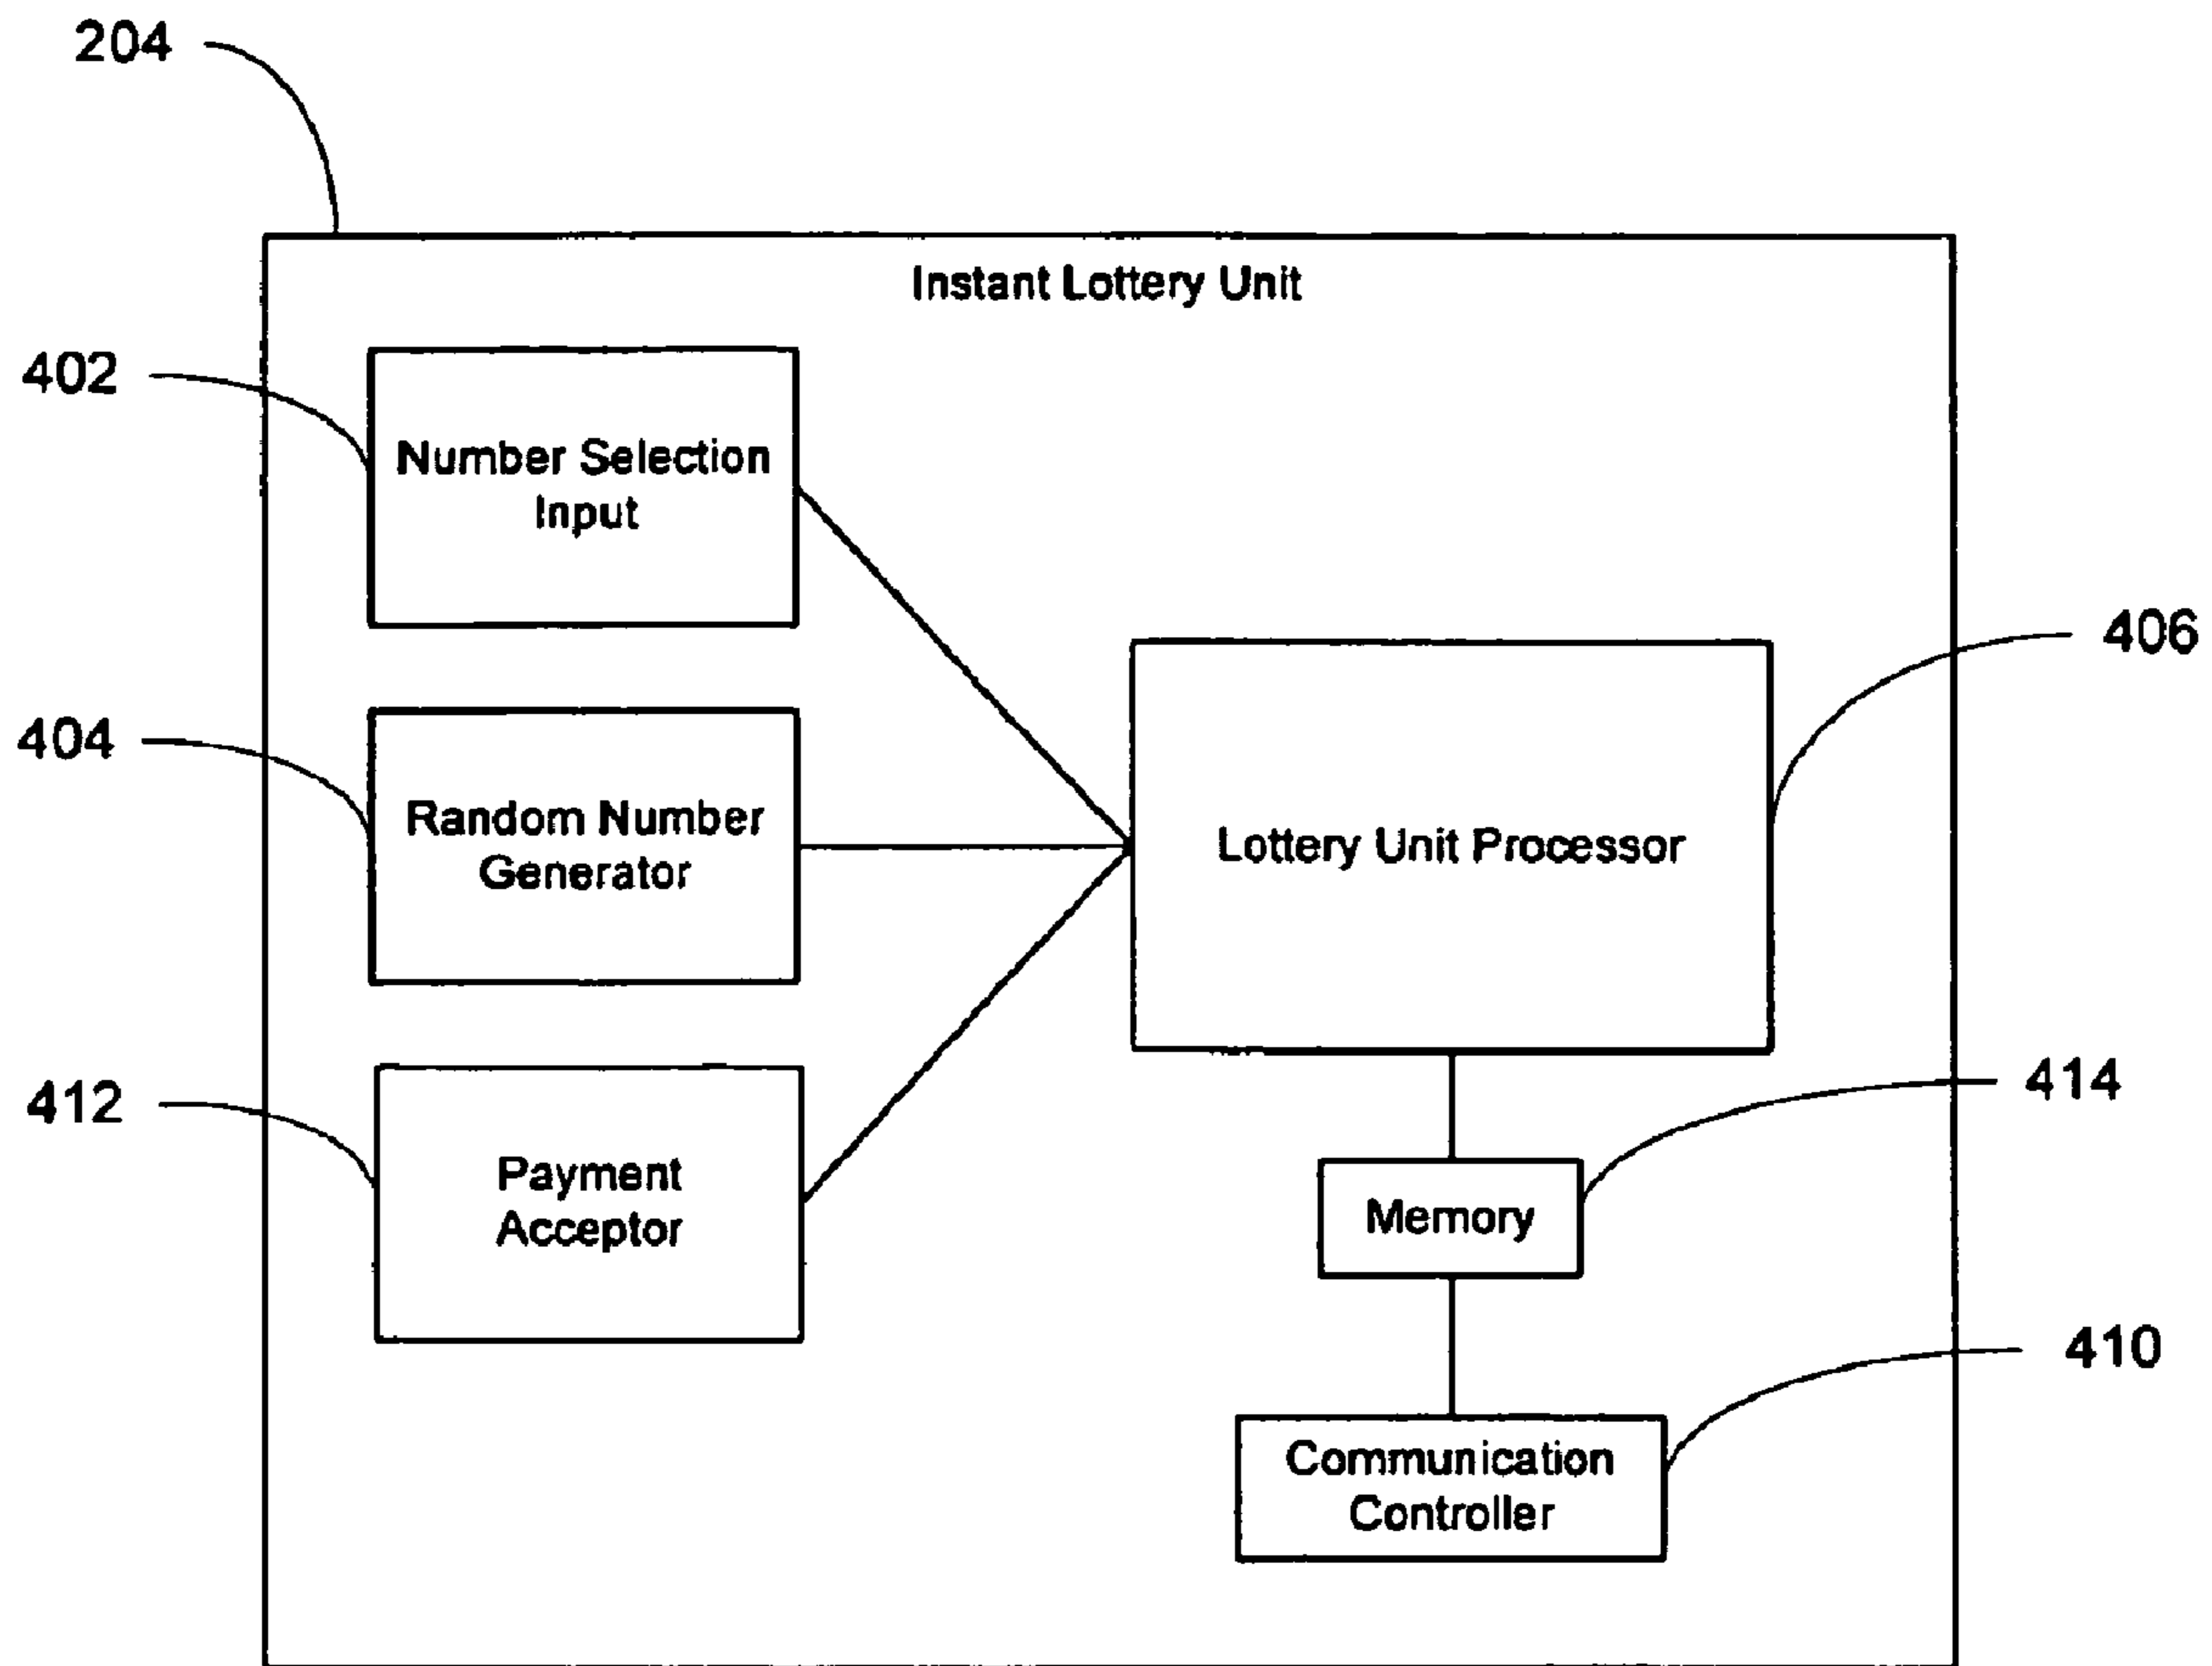 204
Instant Lottery Unit
402
Number Selection
Input
406
404
Random Number
Generator
Lottery Unit Processor
412
Payment
Acceptor
414
Memory
410
Communication
Controller